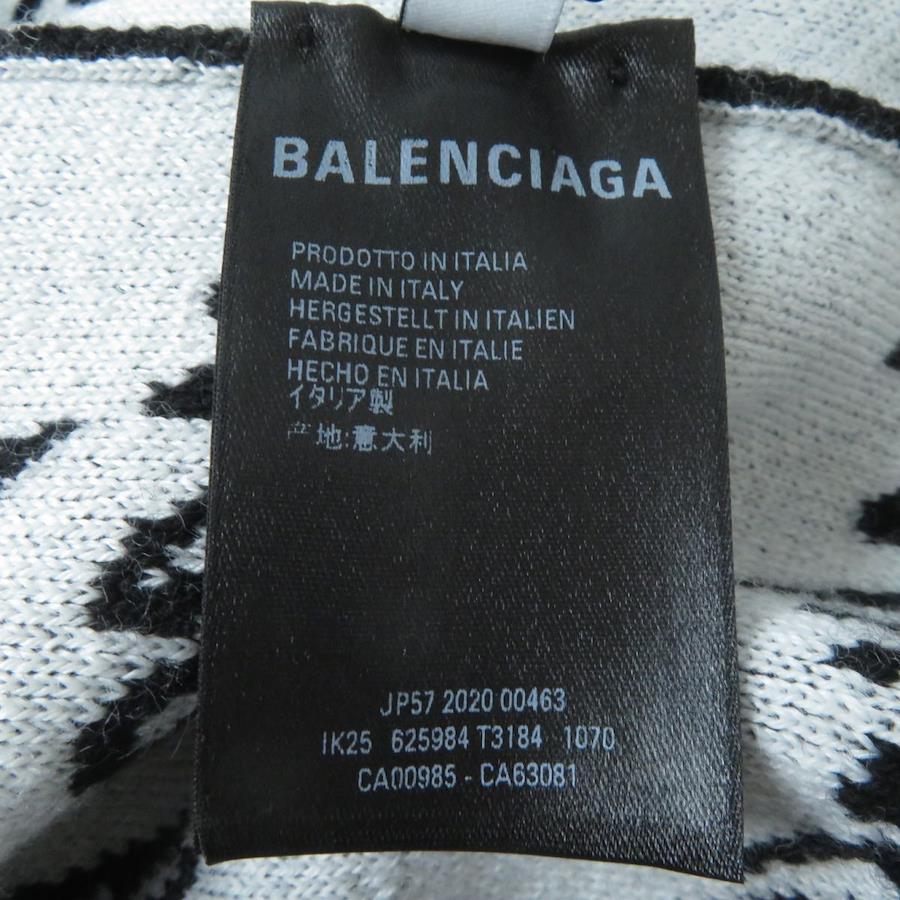 BALENCIAGA
PRODOTTO IN ITALIA
MADE IN ITALY
HERGESTELLT IN ITALIEN
FABRIQUE EN ITALIE
HECHO EN ITALIA
イタリア製
产地:意大利
JP57 2020 00463
IK25 625984 T3184 1070
CA00985 - CA63081